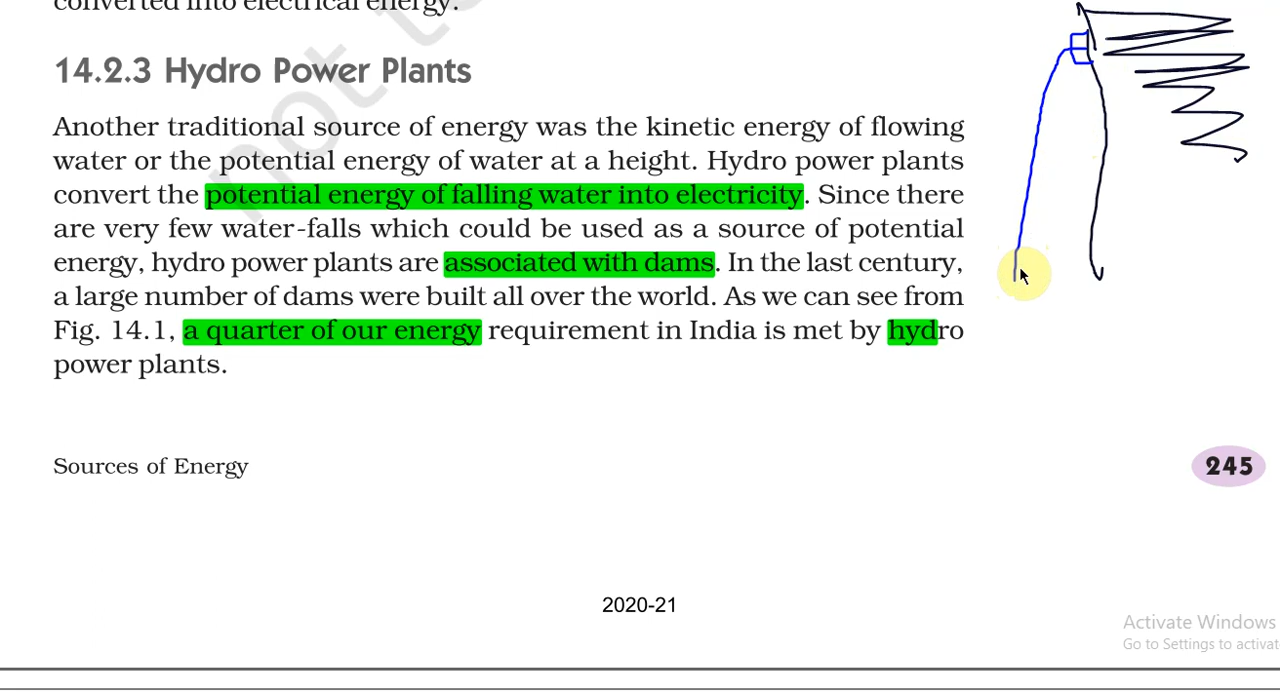 converted into electrical energy.
14.2.3 Hydro Power Plants
Another traditional source of energy was the kinetic energy of flowing
water or the potential energy of water at a height. Hydro power plants
convert the potential energy of falling water into electricity. Since there
are very few water-falls which could be used as a source of potential
energy, hydro power plants are associated with dams. In the last century,
a large number of dams were built all over the world. As we can see from
Fig. 14.1, a quarter of our energy requirement in India is met by hydro
power plants.
Sources of Energy
245
2020-21
Activate Windows
Go to Settings to activat
not t